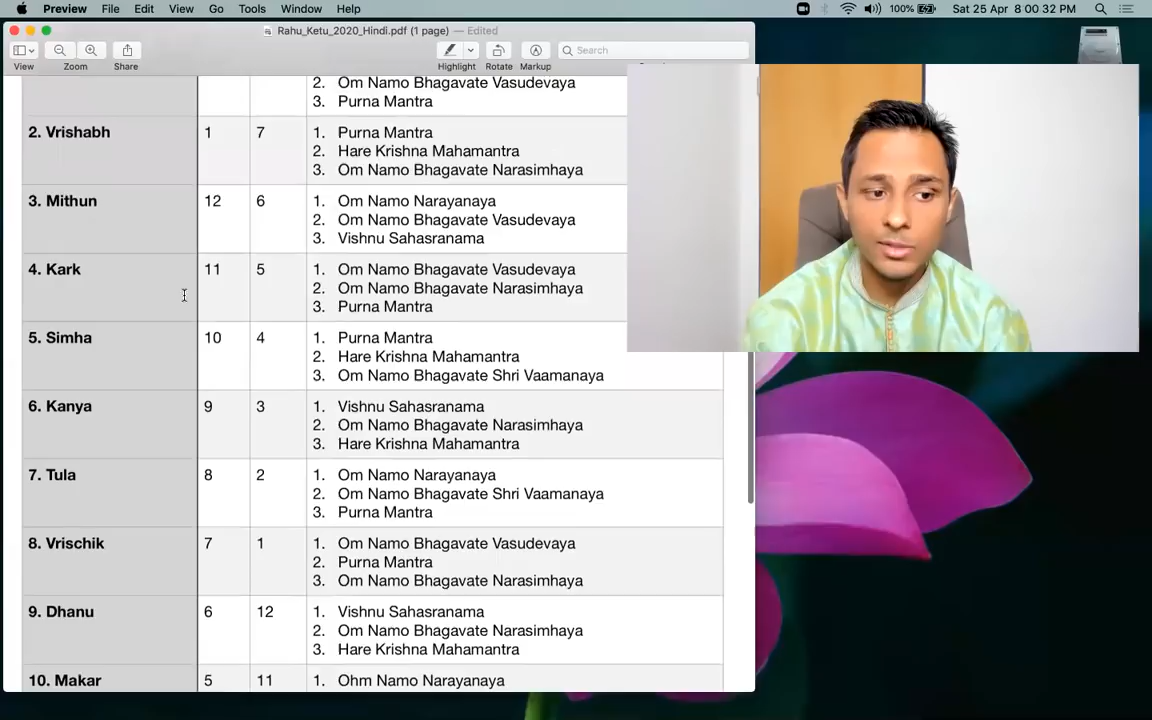 Preview File Edit View Go Tools Window Help 100% Sat 25 Apr 8 00 32 PM
Rahu_Ketu_2020_Hindi.pdf (1 page) — Edited
Search
View Zoom Share Highlight Rotate Markup
2. Om Namo Bhagavate Vasudevaya
3. Purna Mantra
2. Vrishabh 1 7 1. Purna Mantra
2. Hare Krishna Mahamantra
3. Om Namo Bhagavate Narasimhaya
3. Mithun 12 6 1. Om Namo Narayanaya
2. Om Namo Bhagavate Vasudevaya
3. Vishnu Sahasranama
4. Kark 11 5 1. Om Namo Bhagavate Vasudevaya
2. Om Namo Bhagavate Narasimhaya
3. Purna Mantra
5. Simha 10 4 1. Purna Mantra
2. Hare Krishna Mahamantra
3. Om Namo Bhagavate Shri Vaamanaya
6. Kanya 9 3 1. Vishnu Sahasranama
2. Om Namo Bhagavate Narasimhaya
3. Hare Krishna Mahamantra
7. Tula 8 2 1. Om Namo Narayanaya
2. Om Namo Bhagavate Shri Vaamanaya
3. Purna Mantra
8. Vrischik 7 1 1. Om Namo Bhagavate Vasudevaya
2. Purna Mantra
3. Om Namo Bhagavate Narasimhaya
9. Dhanu 6 12 1. Vishnu Sahasranama
2. Om Namo Bhagavate Narasimhaya
3. Hare Krishna Mahamantra
10. Makar 5 11 1. Ohm Namo Narayanaya